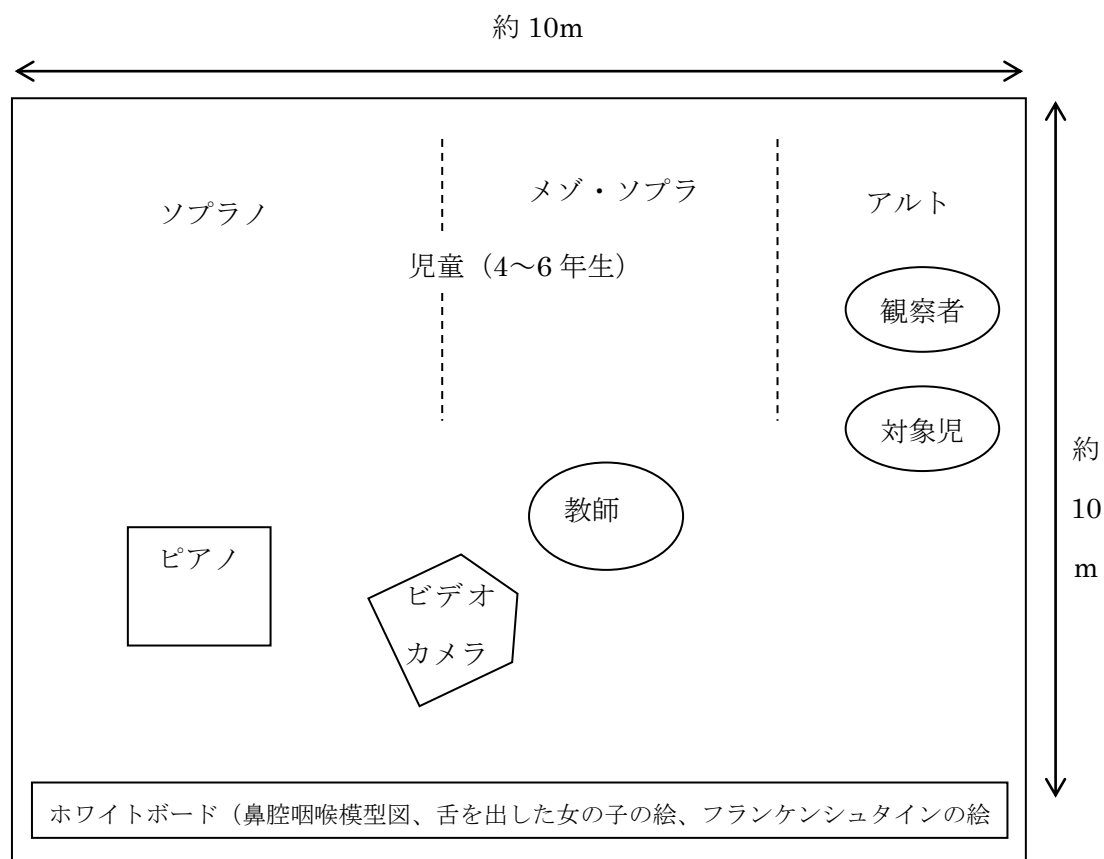 約 10m
ソプラノ
メゾ・ソプラ
アルト
児童（4～6 年生）
観察者
対象児
教師
ピアノ
ビデオ
カメラ
約
10
m
ホワイトボード（鼻腔咽喉模型図、舌を出した女の子の絵、フランケンシュタインの絵